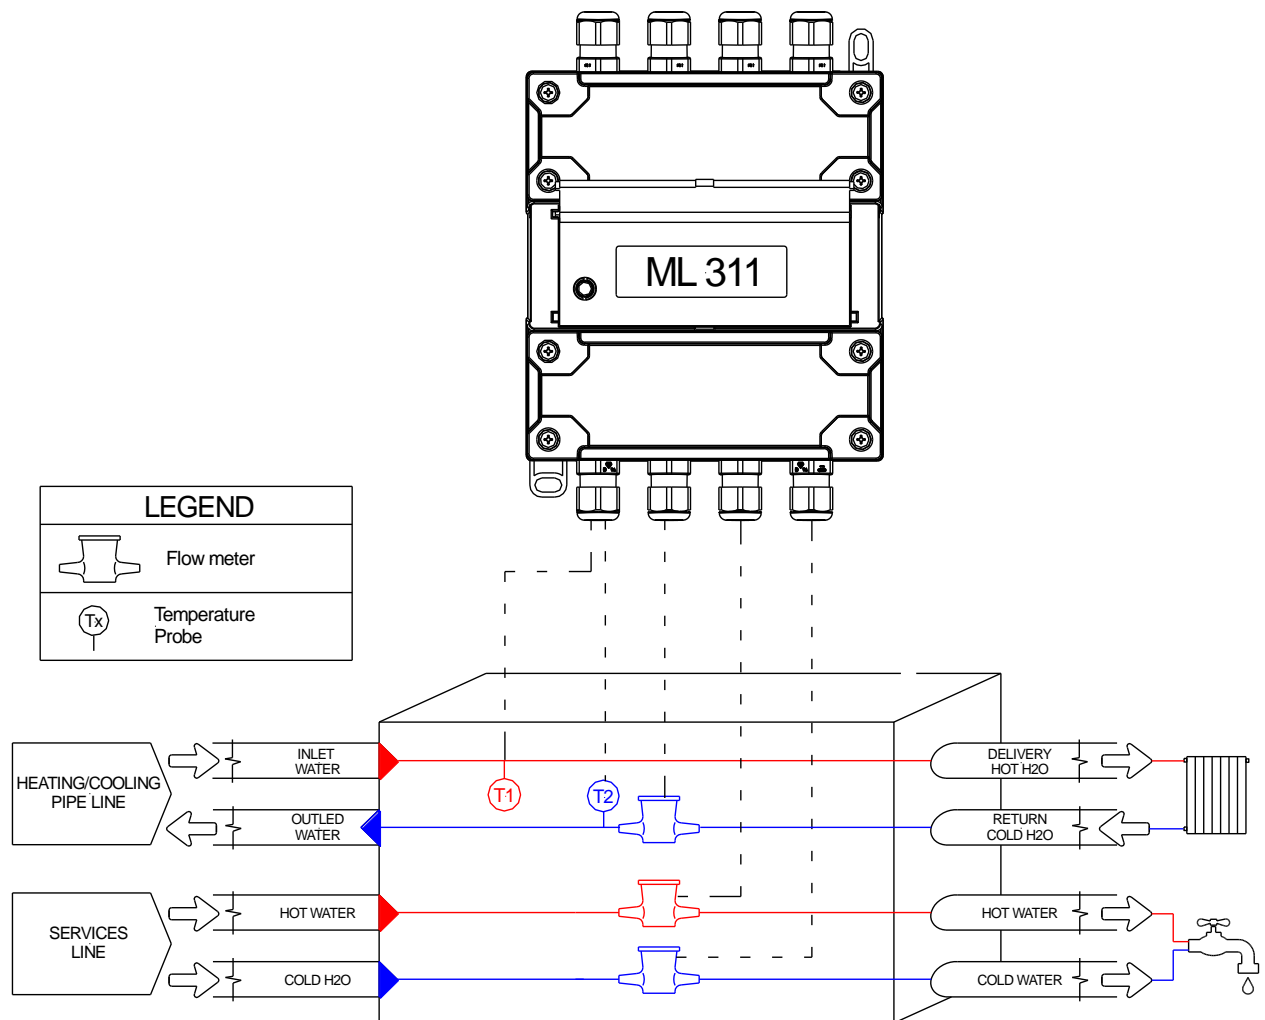 ML 311
LEGEND
Flow meter
Tx
Temperature
Probe
HEATING/COOLING
PIPE LINE
INLET
WATER
OUTLED
WATER
T1
T2
DELIVERY
HOT H2O
RETURN
COLD H2O
SERVICES
LINE
HOT WATER
COLD H2O
HOT WATER
COLD WATER